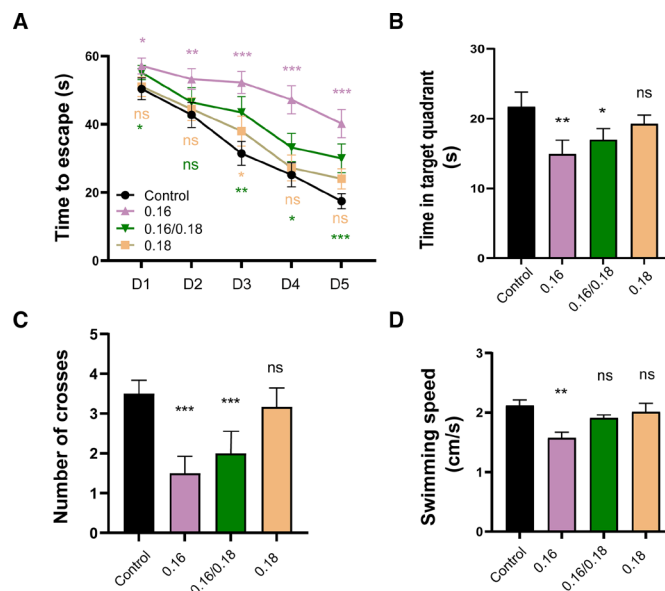 A
Time to escape (s)
60
40
20
0
* ** *** *** ***
ns
*
ns
ns
*
**
ns
*
ns
***
Control
0.16
0.16/0.18
0.18
D1 D2 D3 D4 D5
B
Time in target quadrant
(s)
30
20
10
0
**
*
ns
Control 0.16 0.16/0.18 0.18
C
Number of crosses
5
4
3
2
1
0
***
***
ns
Control 0.16 0.16/0.18 0.18
D
Swimming speed
(cm/s)
3
2
1
0
**
ns
ns
Control 0.16 0.16/0.18 0.18